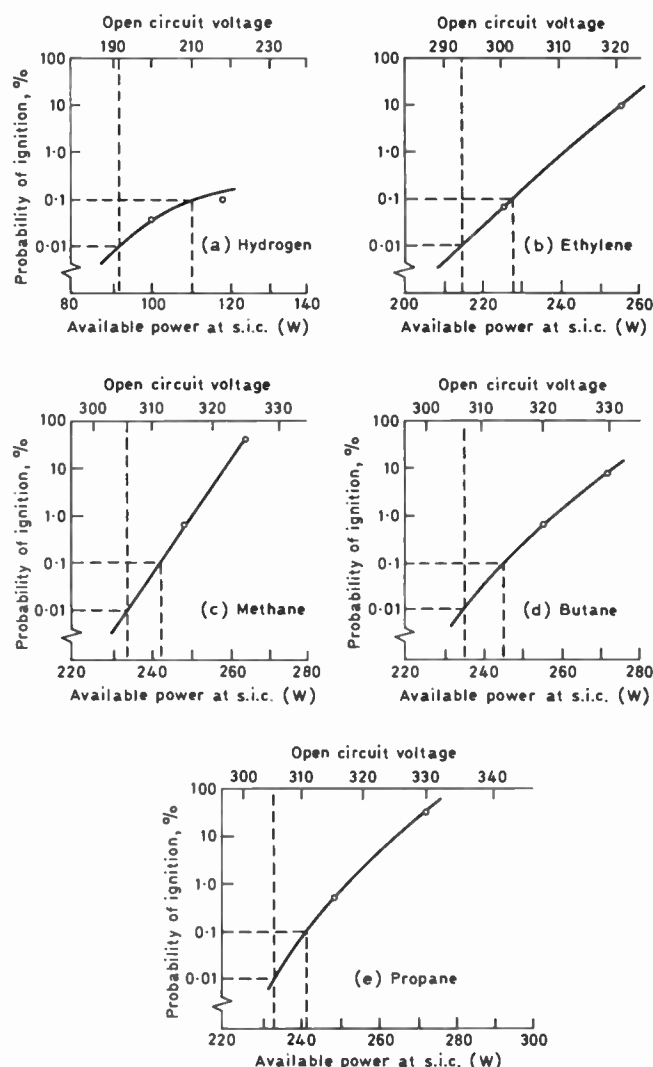 Open circuit voltage
190 200 210 220 230
Probability of ignition, %
100
10
1·0
0·1
0·01
(a) Hydrogen
80 100 120 140
Available power at s.i.c. (W)
Open circuit voltage
290 300 310 320
Probability of ignition, %
100
10
1·0
0·1
0·01
(b) Ethylene
200 220 240 260
Available power at s.i.c. (W)
Open circuit voltage
300 310 320 330
Probability of ignition, %
100
10
1·0
0·1
0·01
(c) Methane
220 240 260 280
Available power at s.i.c. (W)
Open circuit voltage
300 310 320 330
Probability of ignition, %
100
10
1·0
0·1
0·01
(d) Butane
220 240 260 280
Available power at s.i.c. (W)
Open circuit voltage
300 310 320 330 340
Probability of ignition, %
100
10
1·0
0·1
0·01
(e) Propane
220 240 260 280 300
Available power at s.i.c. (W)